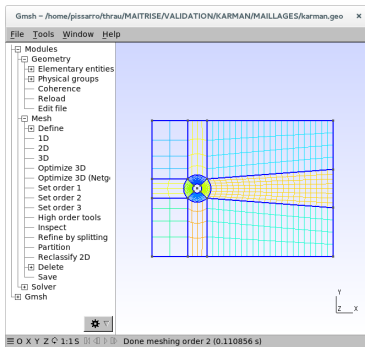 Gmsh – /home/pissarro/thrau/MAITRISE/VALIDATION/KARMAN/MAILLAGES/karman.geo ×
File Tools Window Help
Modules
Geometry
Elementary entities
Physical groups
Coherence
Reload
Edit file
Mesh
Define
1D
2D
3D
Optimize 3D
Optimize 3D (Netg
Set order 1
Set order 2
Set order 3
High order tools
Inspect
Refine by splitting
Partition
Reclassify 2D
Delete
Save
Solver
Gmsh
Y
Z X
O X Y Z 1:1 S Done meshing order 2 (0.110856 s)